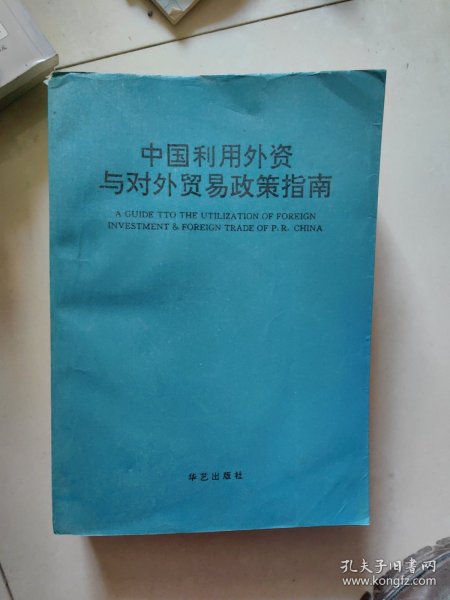 中国利用外资
与对外贸易政策指南
A GUIDE TTO THE UTILIZATION OF FOREIGN
INVESTMENT & FOREIGN TRADE OF P. R. CHINA
华艺出版社
孔夫子旧书网
www.kongfz.com